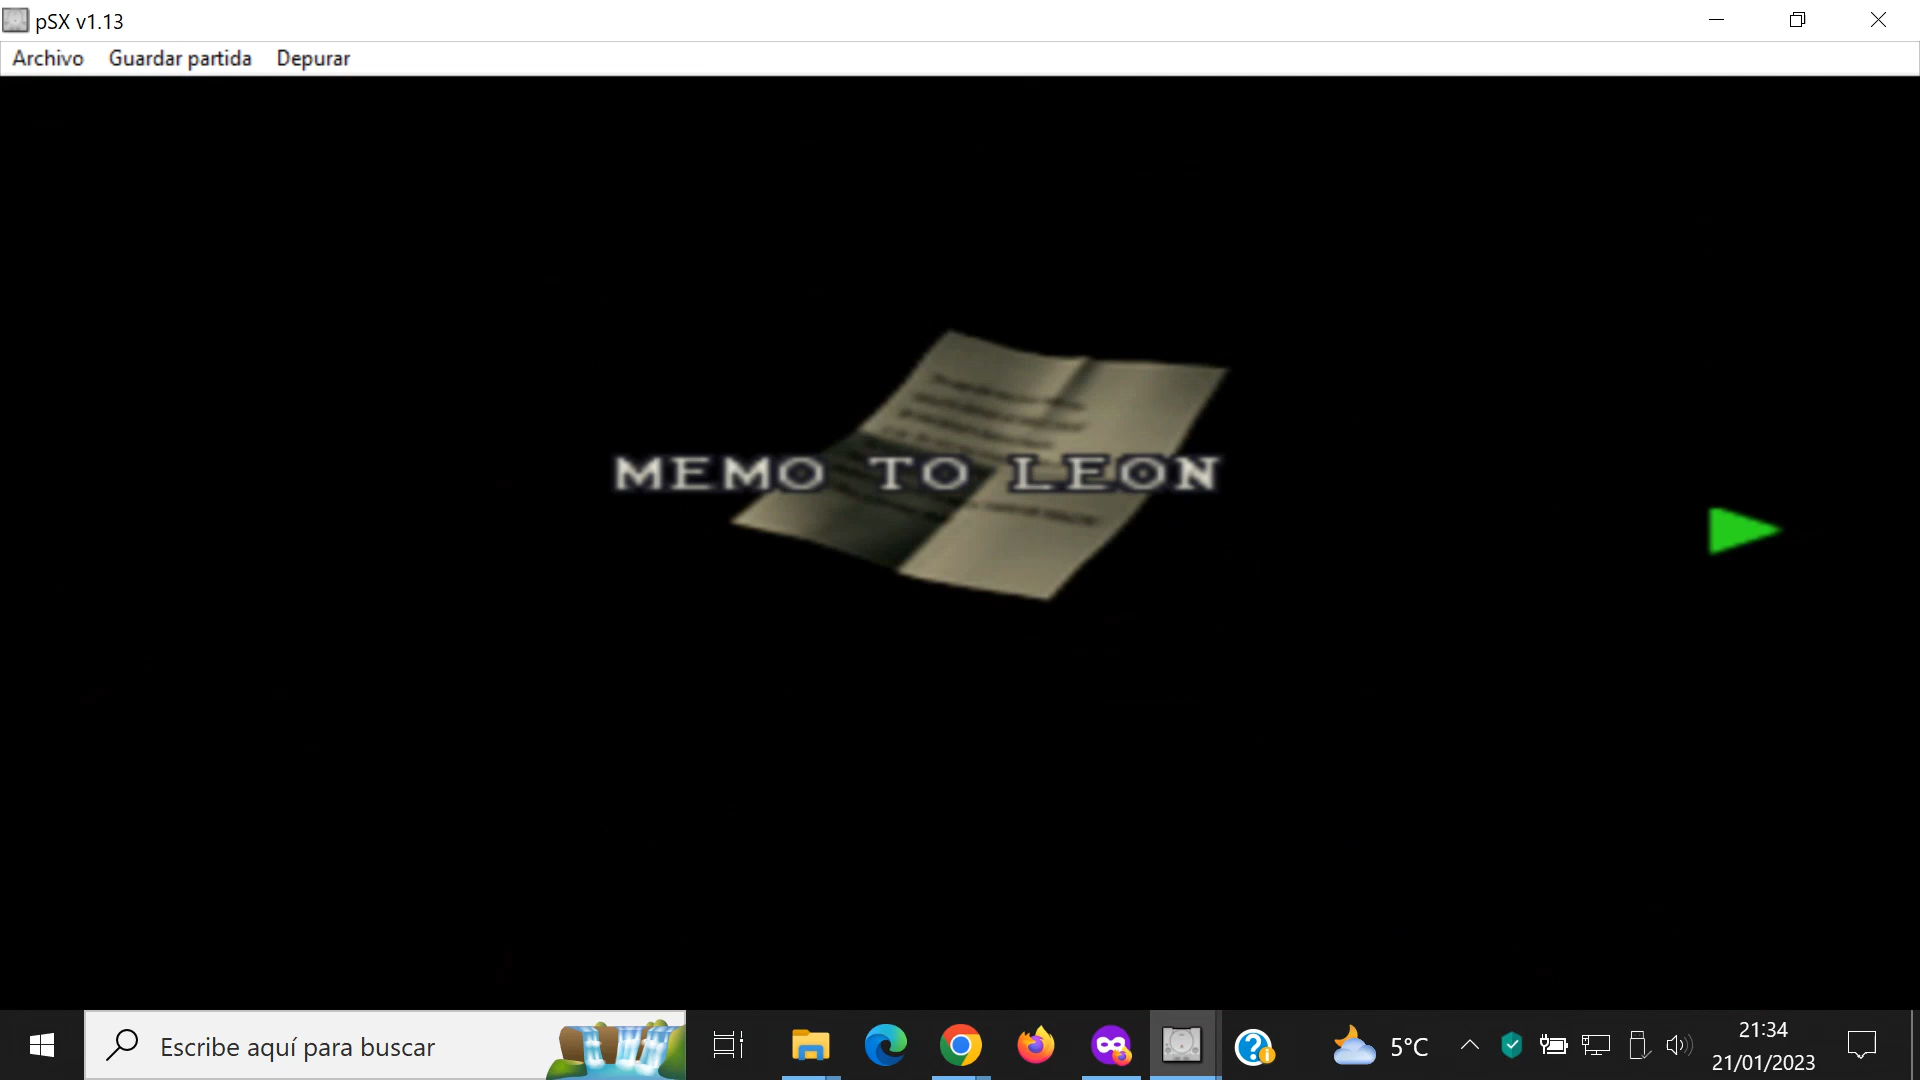 pSX v1.13
Archivo Guardar partida Depurar
MEMO TO LEON
Escribe aquí para buscar
5°C
21:34
21/01/2023